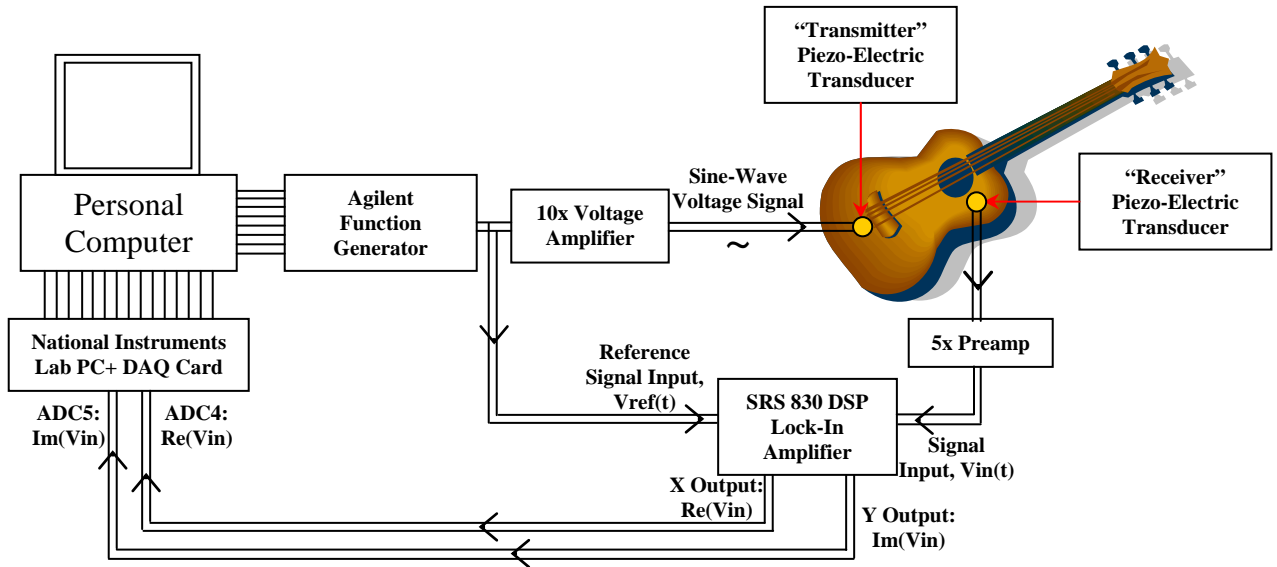 “Transmitter”
Piezo-Electric
Transducer
“Receiver”
Piezo-Electric
Transducer
Personal
Computer
Agilent
Function
Generator
10x Voltage
Amplifier
Sine-Wave
Voltage Signal
~
National Instruments
Lab PC+ DAQ Card
5x Preamp
Reference
Signal Input,
Vref(t)
SRS 830 DSP
Lock-In
Amplifier
Signal
Input, Vin(t)
ADC5:
Im(Vin)
ADC4:
Re(Vin)
X Output:
Re(Vin)
Y Output:
Im(Vin)